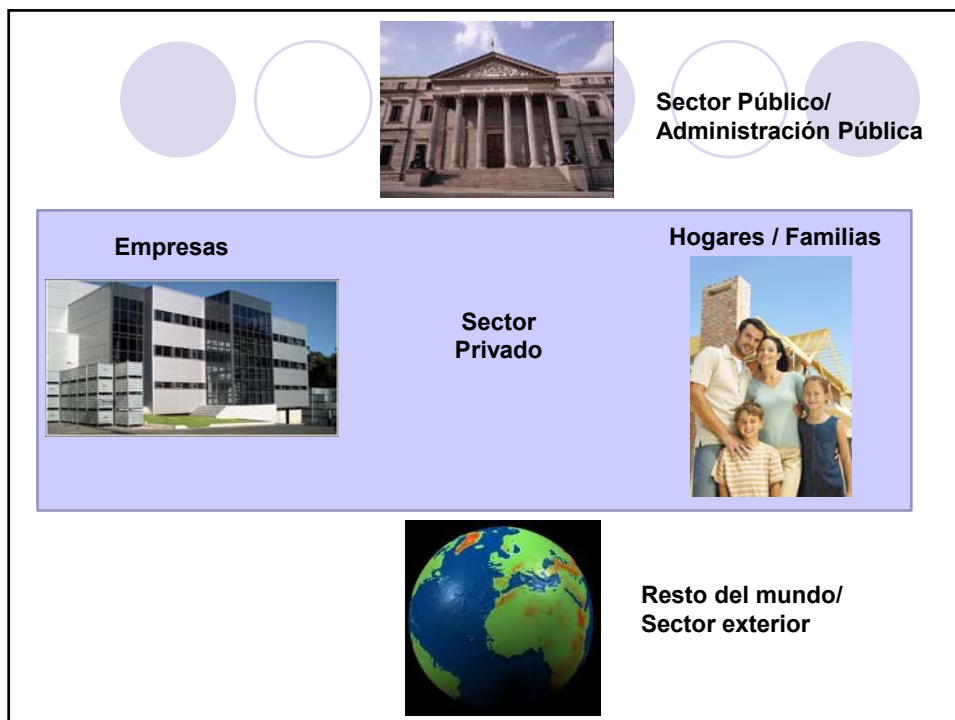 Sector Público/
Administración Pública
Empresas
Hogares / Familias
Sector
Privado
Resto del mundo/
Sector exterior